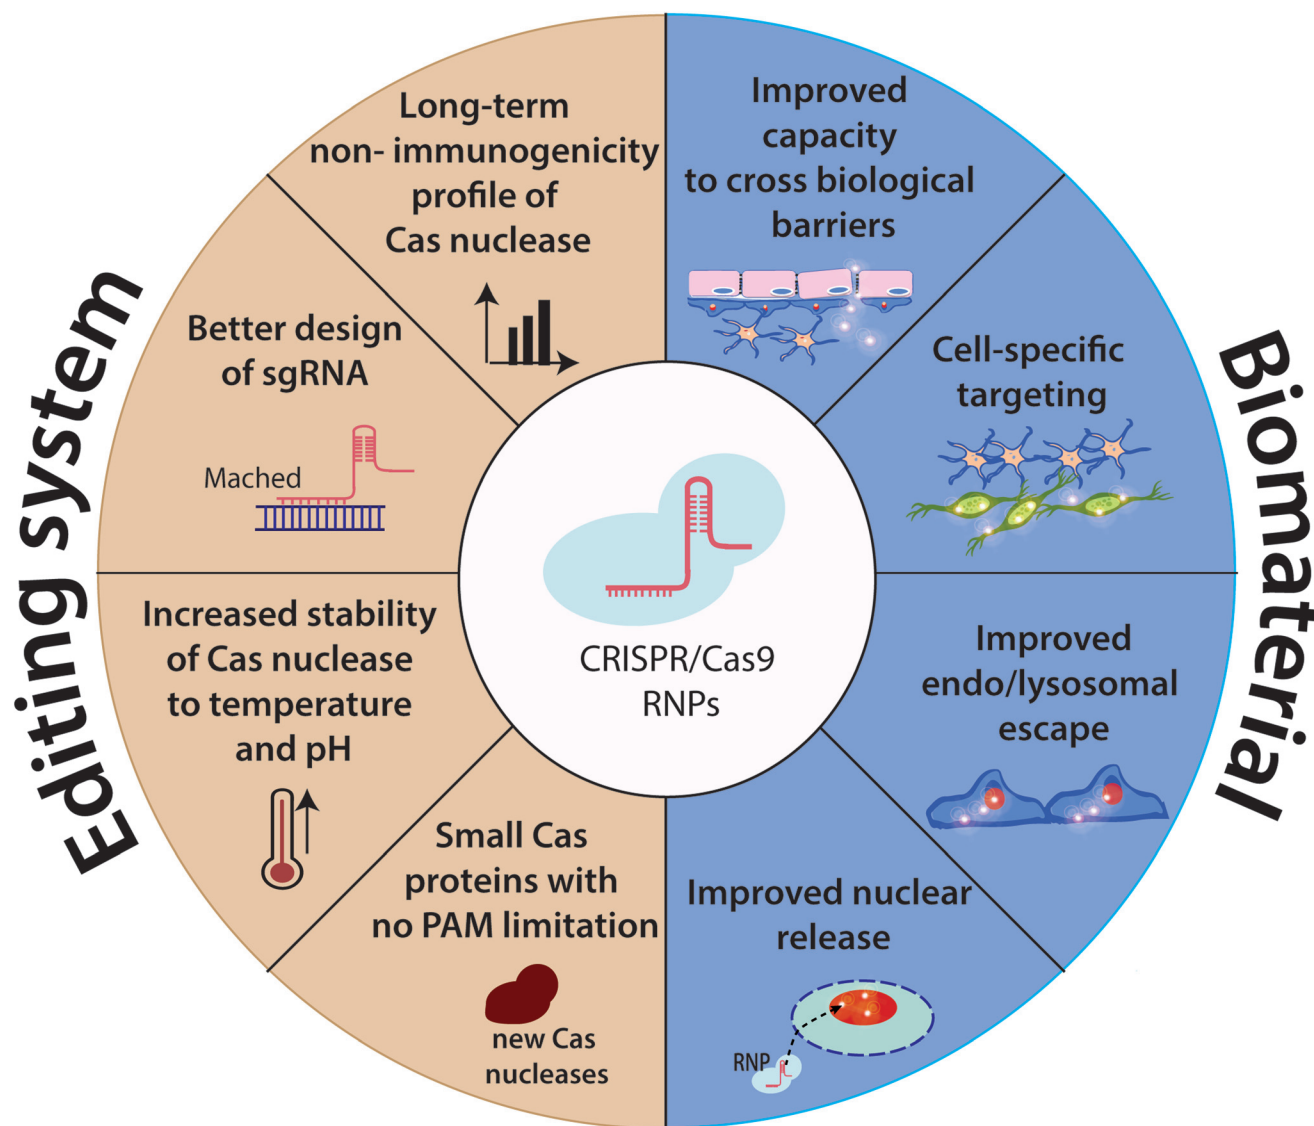 Editing system
Long-term
non- immunogenicity
profile of
Cas nuclease
Better design
of sgRNA
Mached
Increased stability
of Cas nuclease
to temperature
and pH
Small Cas
proteins with
no PAM limitation
new Cas
nucleases
CRISPR/Cas9
RNPs
Biomaterial
Improved
capacity
to cross biological
barriers
Cell-specific
targeting
Improved
endo/lysosomal
escape
Improved nuclear
release
RNP